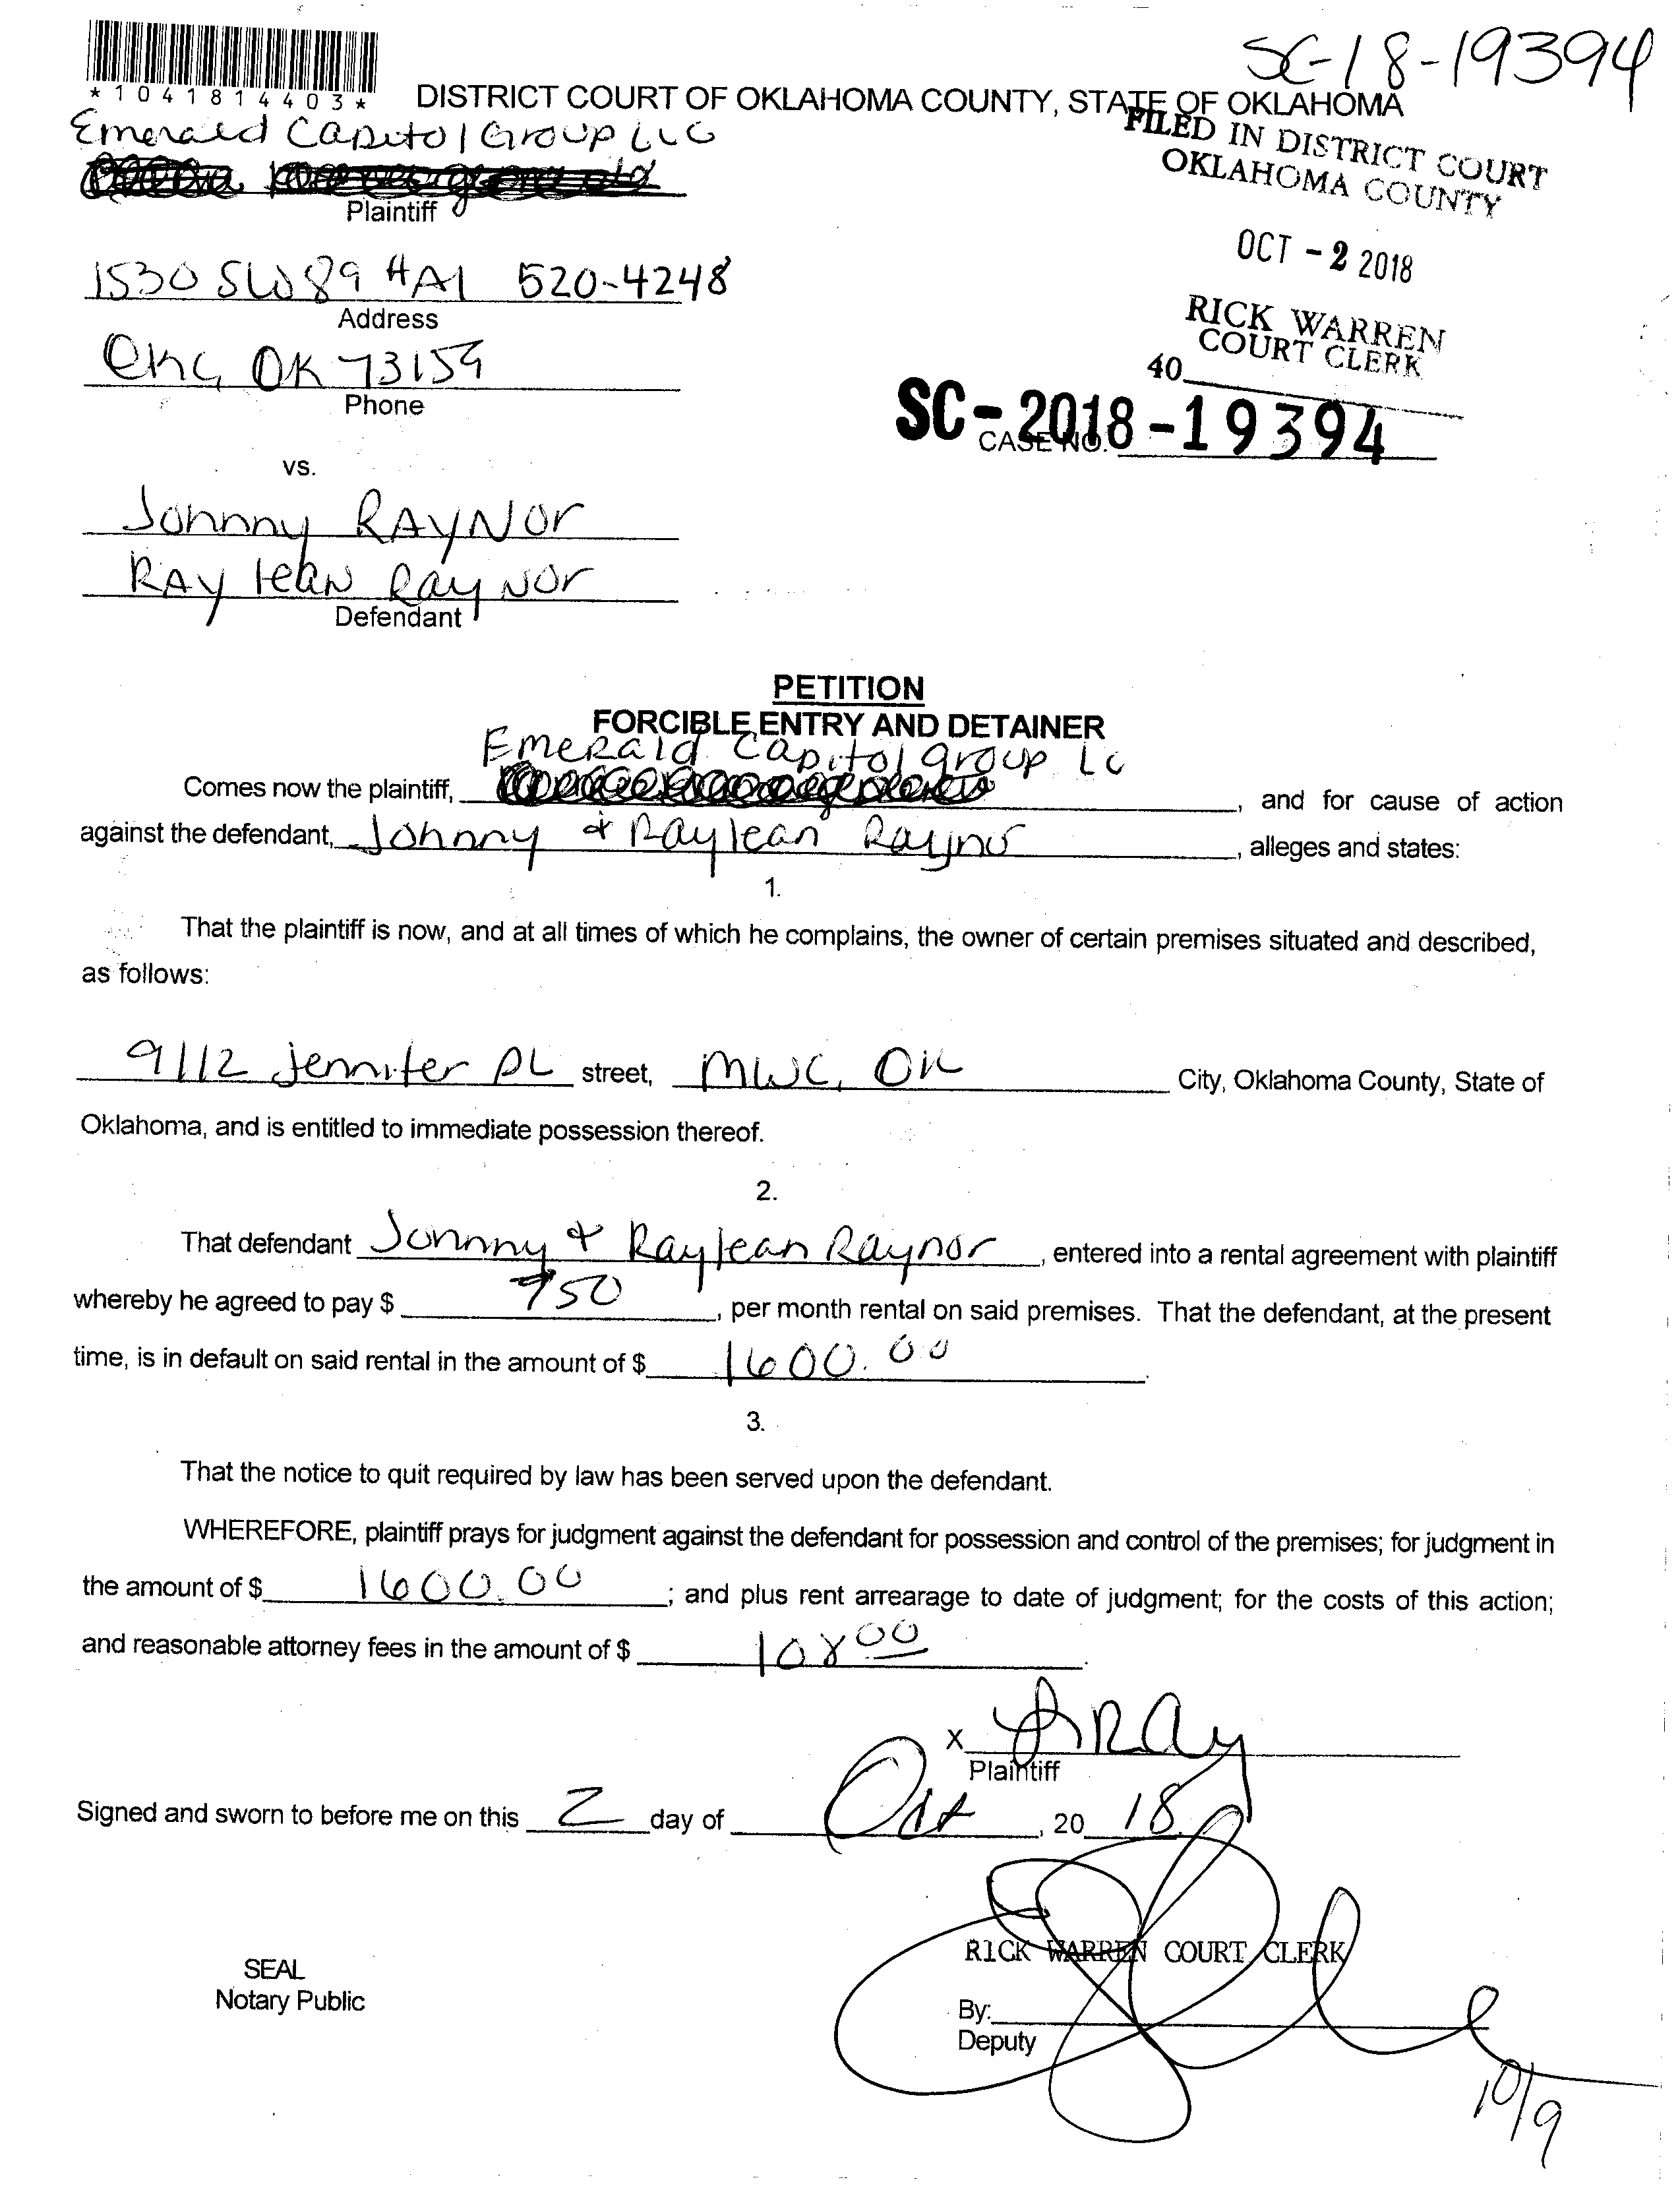 SC-18-19394
*1041814403*
DISTRICT COURT OF OKLAHOMA COUNTY, STATE OF OKLAHOMA
Emerald Capitol Group LLC
Plaintiff
FILED IN DISTRICT COURT
OKLAHOMA COUNTY
OCT - 2 2018
RICK WARREN
COURT CLERK
40
1530 SW 89 #A1 520-4248
Address
OKC, OK 73159
Phone
SC-2018-19394
CASE NO.
vs.
Johnny RAYNOr
RAY lean Raynor
Defendant
PETITION
FORCIBLE ENTRY AND DETAINER
Emerald Capitol group LC
Comes now the plaintiff, , and for cause of action
against the defendant, Johnny & Raylean Raynor, alleges and states:
1.
That the plaintiff is now, and at all times of which he complains, the owner of certain premises situated and described,
as follows:
9112 Jennifer PL street, MWC, OK City, Oklahoma County, State of
Oklahoma, and is entitled to immediate possession thereof.
2.
That defendant Johnny & Raylean Raynor, entered into a rental agreement with plaintiff
whereby he agreed to pay $ 950, per month rental on said premises. That the defendant, at the present
time, is in default on said rental in the amount of $ 1600.00.
3.
That the notice to quit required by law has been served upon the defendant.
WHEREFORE, plaintiff prays for judgment against the defendant for possession and control of the premises; for judgment in
the amount of $ 1600.00; and plus rent arrearage to date of judgment; for the costs of this action;
and reasonable attorney fees in the amount of $ 108 00.
X
Plaintiff
Signed and sworn to before me on this 2 day of Oct, 20 18
RICK WARREN COURT CLERK
SEAL
Notary Public
By:
Deputy
10/9